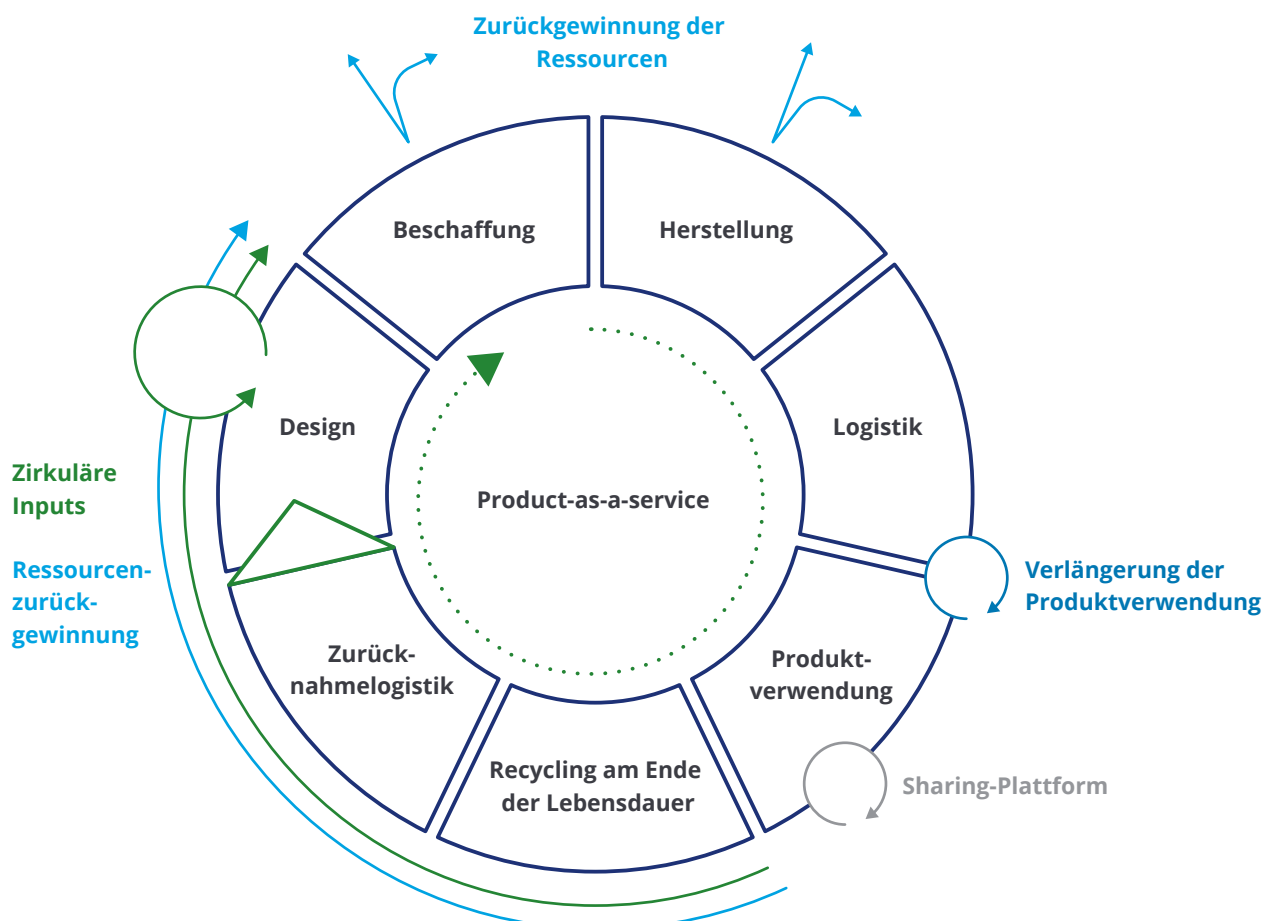 Zurückgewinnung der
Ressourcen
Beschaffung
Herstellung
Design
Logistik
Zirkuläre
Inputs
Product-as-a-service
Ressourcen-
zurück-
gewinnung
Verlängerung der
Produktverwendung
Zurück-
nahmelogistik
Produkt-
verwendung
Recycling am Ende
der Lebensdauer
Sharing-Plattform